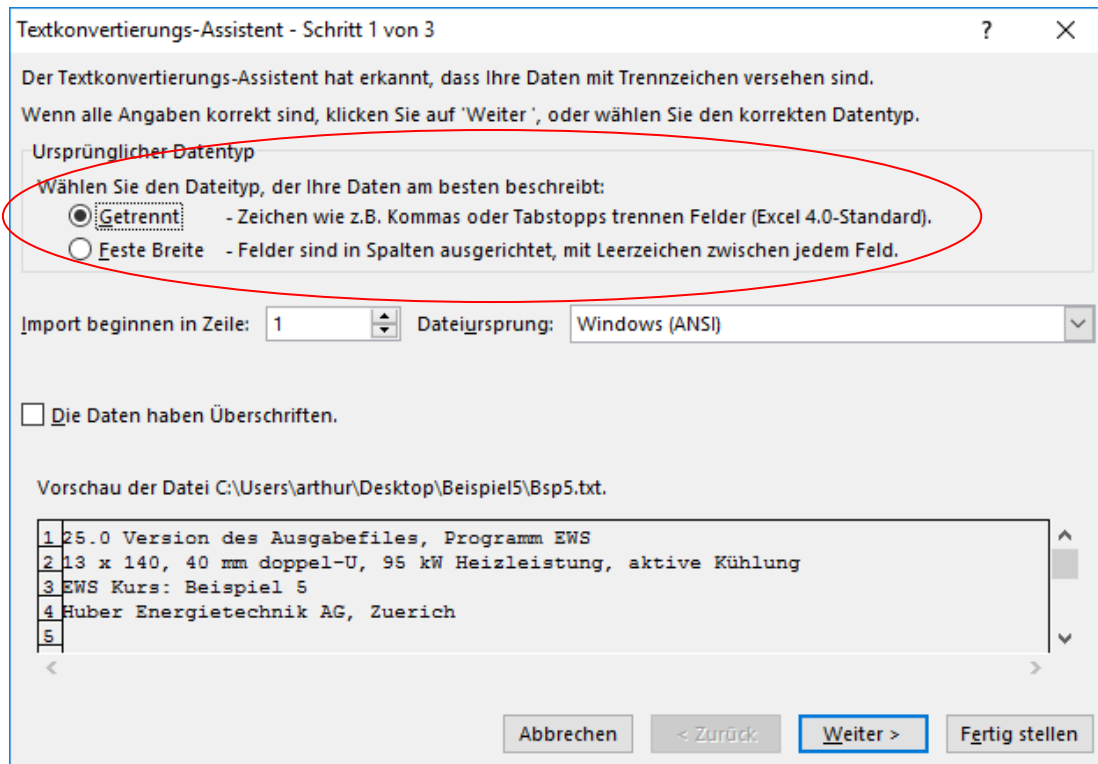 Textkonvertierungs-Assistent - Schritt 1 von 3 ?
Der Textkonvertierungs-Assistent hat erkannt, dass Ihre Daten mit Trennzeichen versehen sind.
Wenn alle Angaben korrekt sind, klicken Sie auf 'Weiter ', oder wählen Sie den korrekten Datentyp.
Ursprünglicher Datentyp
Wählen Sie den Dateityp, der Ihre Daten am besten beschreibt:
Getrennt - Zeichen wie z.B. Kommas oder Tabstopps trennen Felder (Excel 4.0-Standard).
Feste Breite - Felder sind in Spalten ausgerichtet, mit Leerzeichen zwischen jedem Feld.
Import beginnen in Zeile: 1 Dateiursprung: Windows (ANSI)
Die Daten haben Überschriften.
Vorschau der Datei C:\Users\arthur\Desktop\Beispiel5\Bsp5.txt.
1 25.0 Version des Ausgabefiles, Programm EWS
2 13 x 140, 40 mm doppel-U, 95 kW Heizleistung, aktive Kühlung
3 EWS Kurs: Beispiel 5
4 Huber Energietechnik AG, Zuerich
5
Abbrechen < Zurück Weiter > Fertig stellen